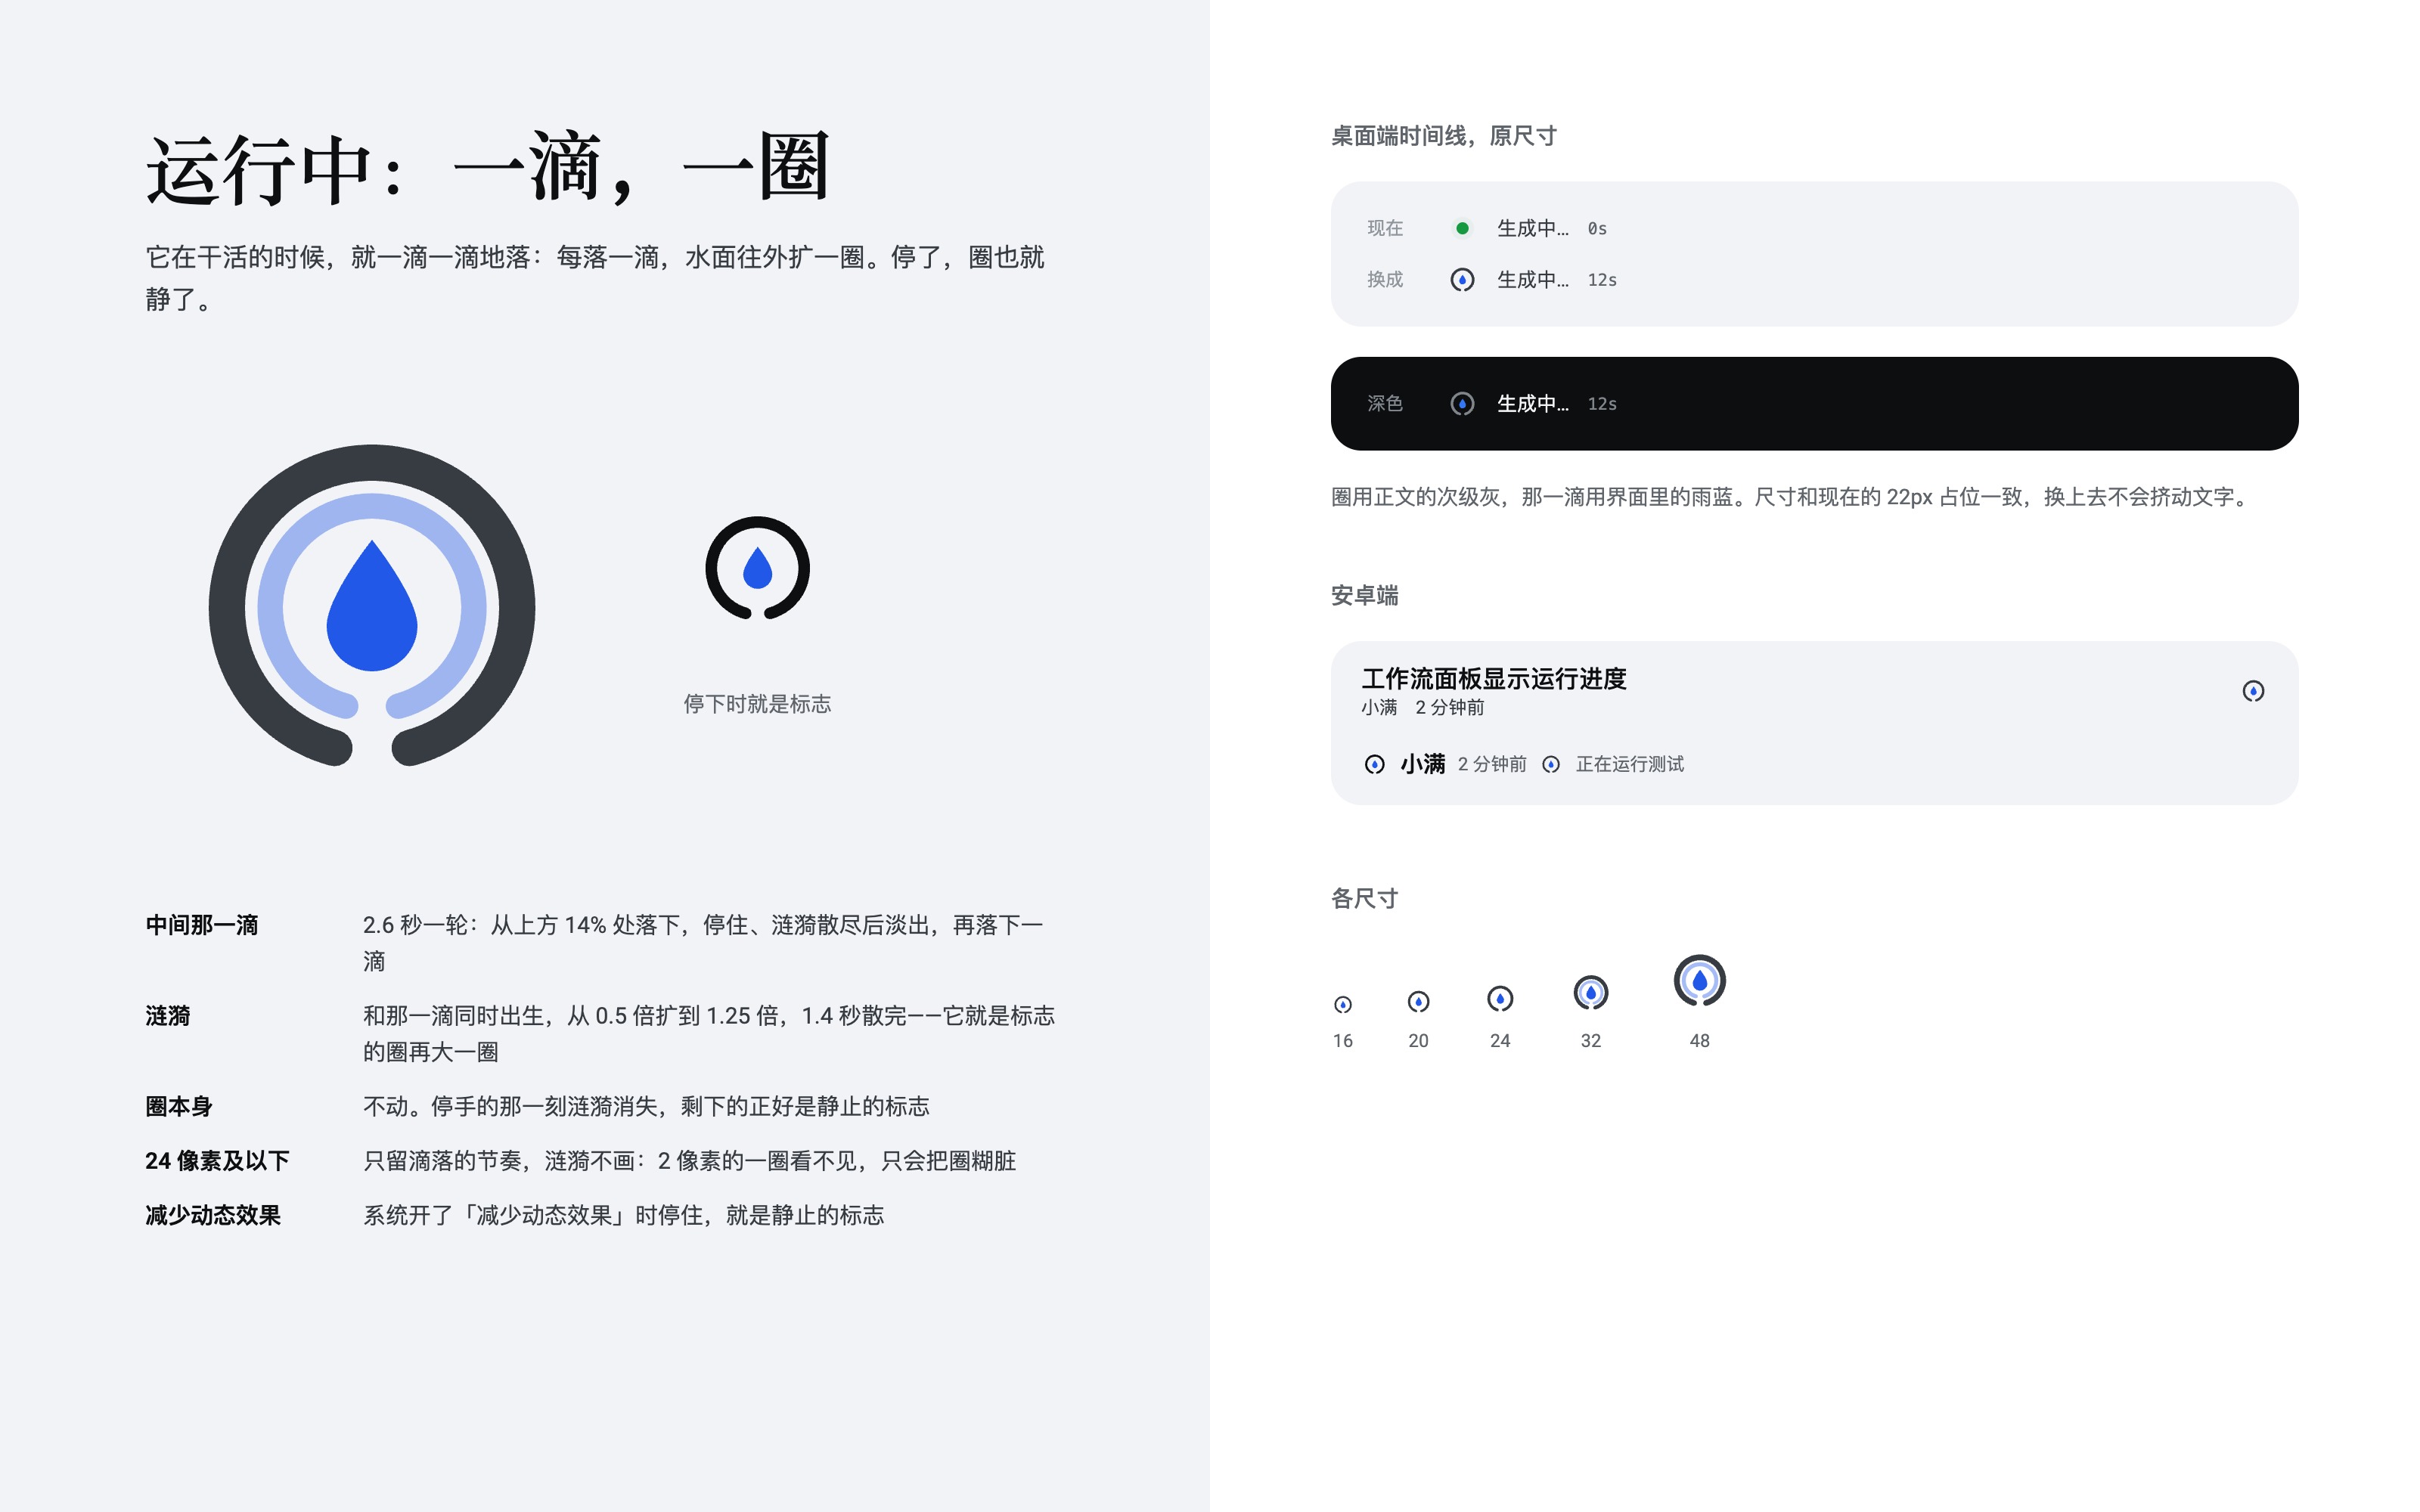 运行中：一滴，一圈
它在干活的时候，就一滴一滴地落：每落一滴，水面往外扩一圈。停了，圈也就
静了。
停下时就是标志
中间那一滴 2.6 秒一轮：从上方 14% 处落下，停住、涟漪散尽后淡出，再落下一
滴
涟漪 和那一滴同时出生，从 0.5 倍扩到 1.25 倍，1.4 秒散完——它就是标志
的圈再大一圈
圈本身 不动。停手的那一刻涟漪消失，剩下的正好是静止的标志
24 像素及以下 只留滴落的节奏，涟漪不画：2 像素的一圈看不见，只会把圈糊脏
减少动态效果 系统开了「减少动态效果」时停住，就是静止的标志
桌面端时间线，原尺寸
现在 生成中... 0s
换成 生成中... 12s
深色 生成中... 12s
圈用正文的次级灰，那一滴用界面里的雨蓝。尺寸和现在的 22px 占位一致，换上去不会挤动文字。
安卓端
工作流面板显示运行进度
小满 2 分钟前
小满 2 分钟前 正在运行测试
各尺寸
16 20 24 32 48